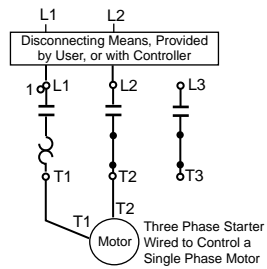 L1 L2
Disconnecting Means, Provided
by User, or with Controller
1 L1 L2 L3
T1 T2 T3
T1 T2
Motor
Three Phase Starter
Wired to Control a
Single Phase Motor